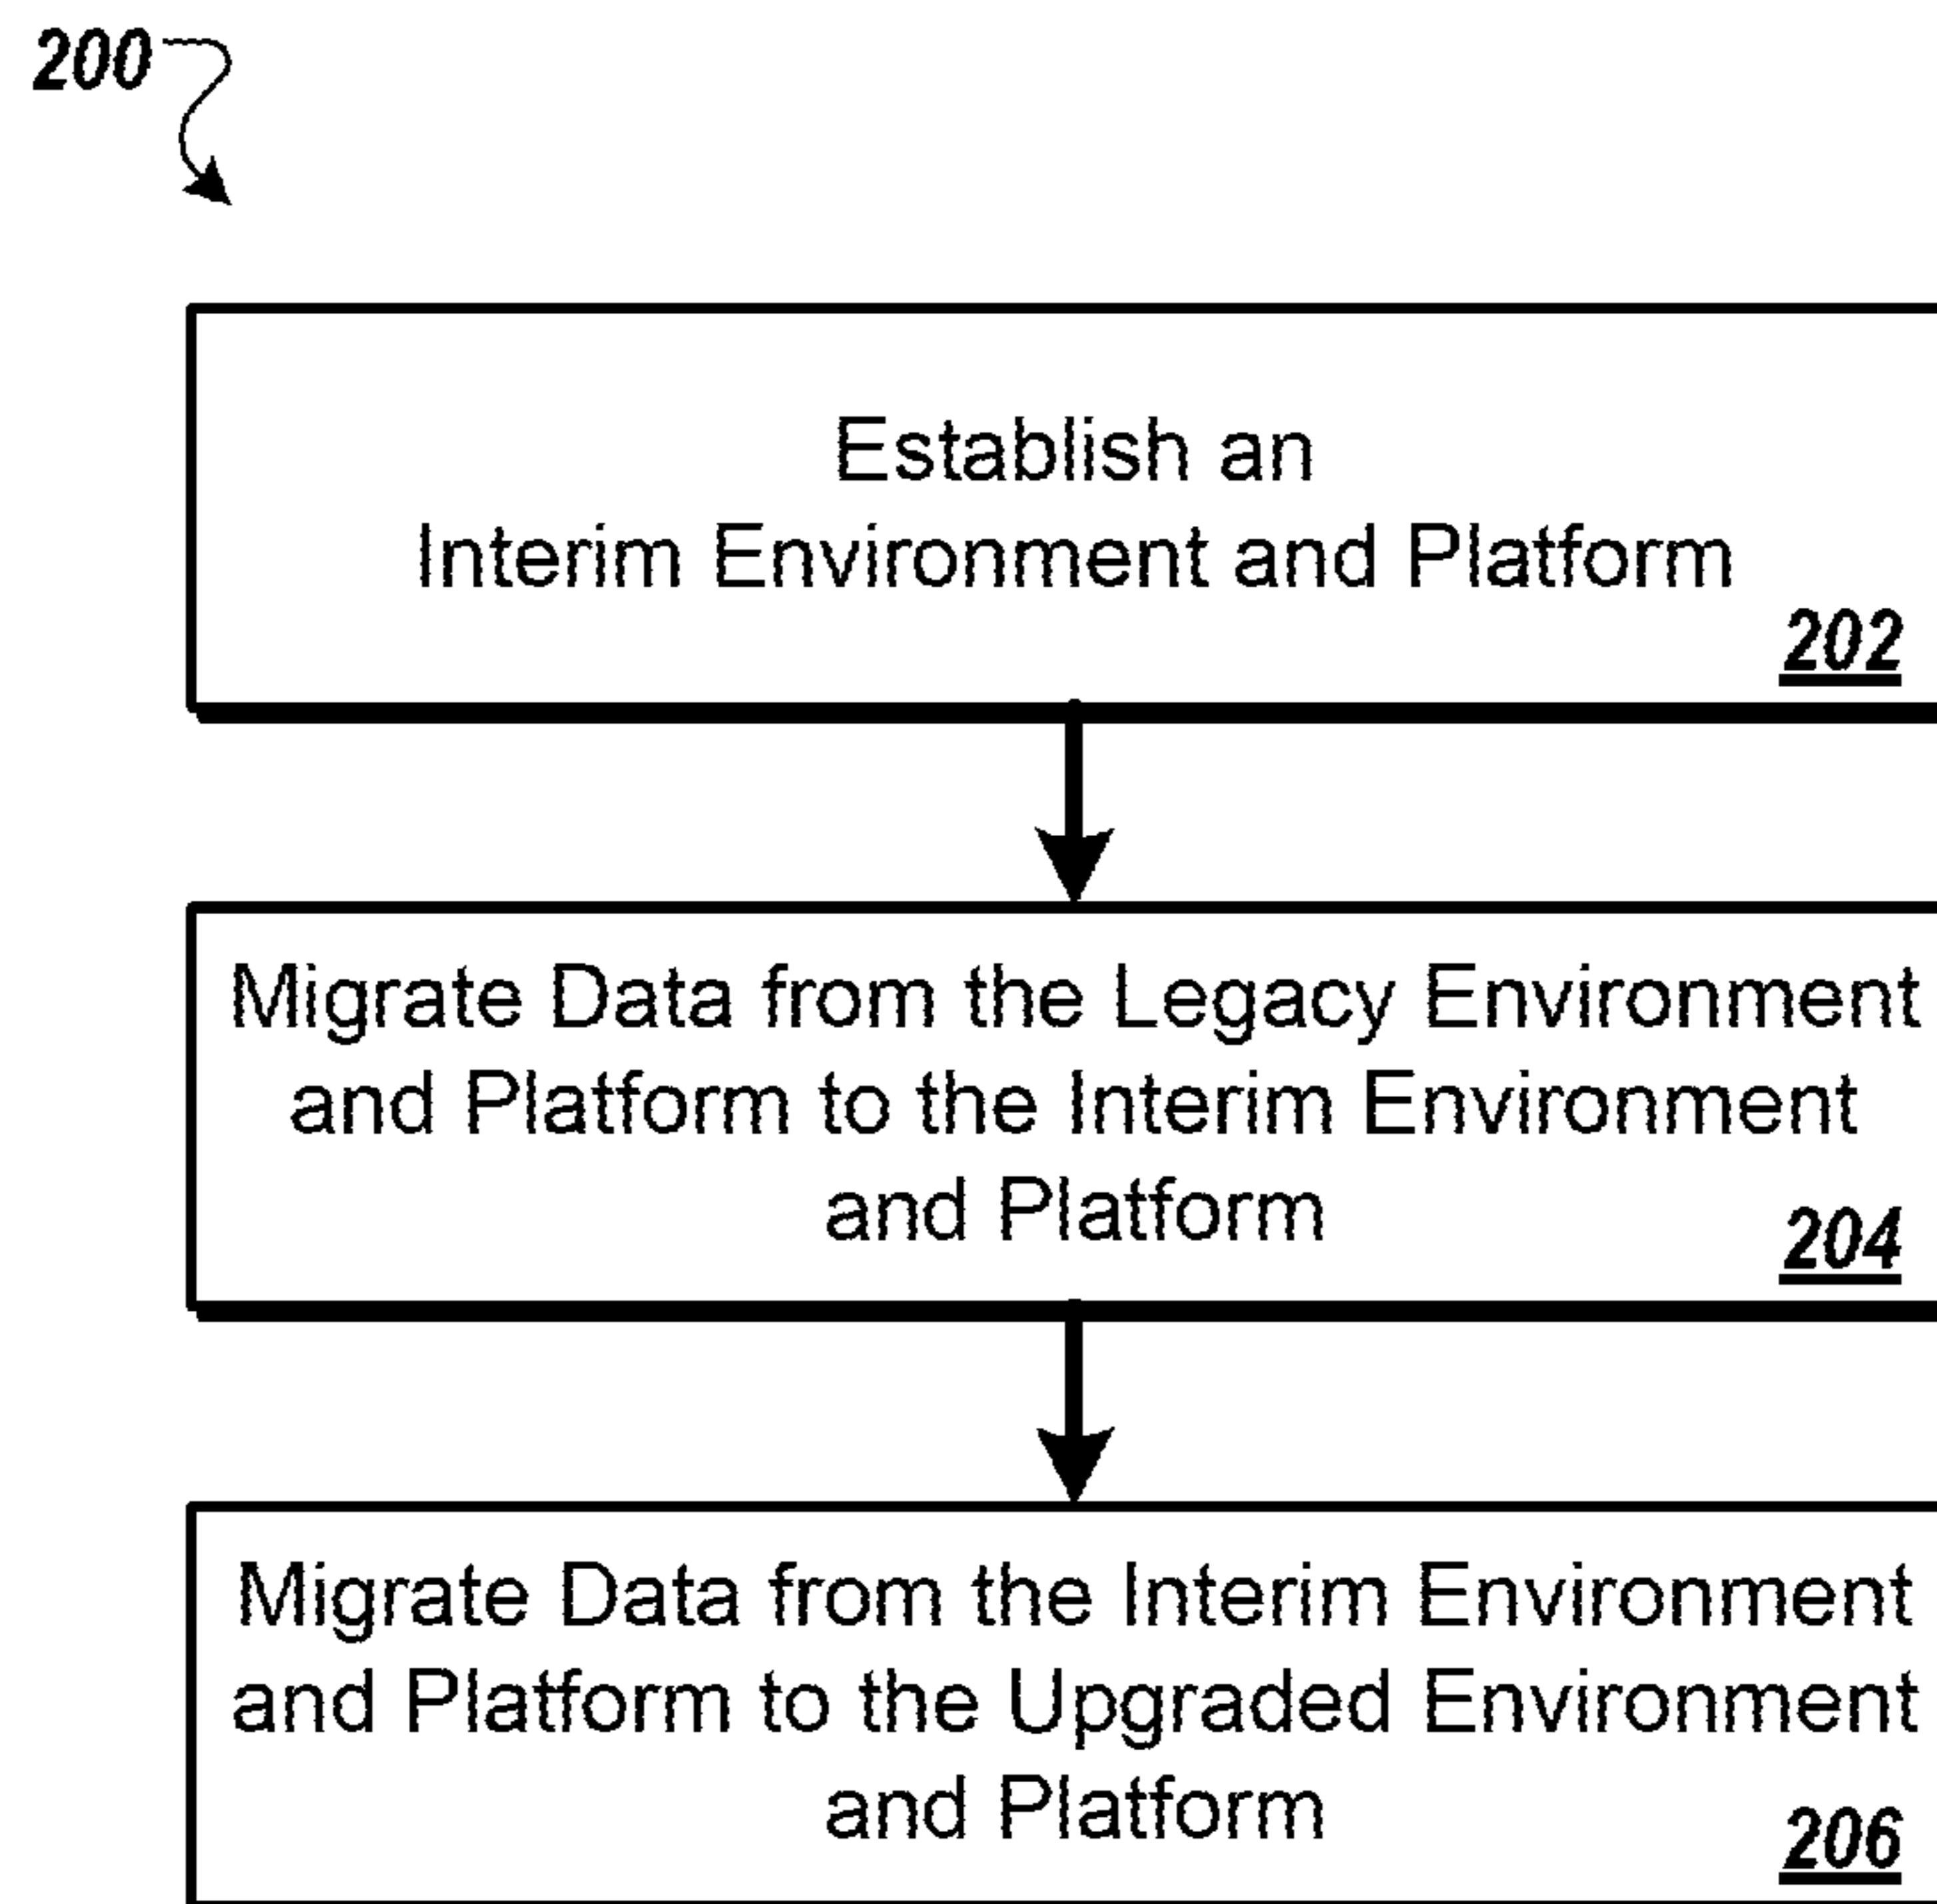 200
Establish an
Interim Environment and Platform
202
Migrate Data from the Legacy Environment
and Platform to the Interim Environment
and Platform
204
Migrate Data from the Interim Environment
and Platform to the Upgraded Environment
and Platform
206